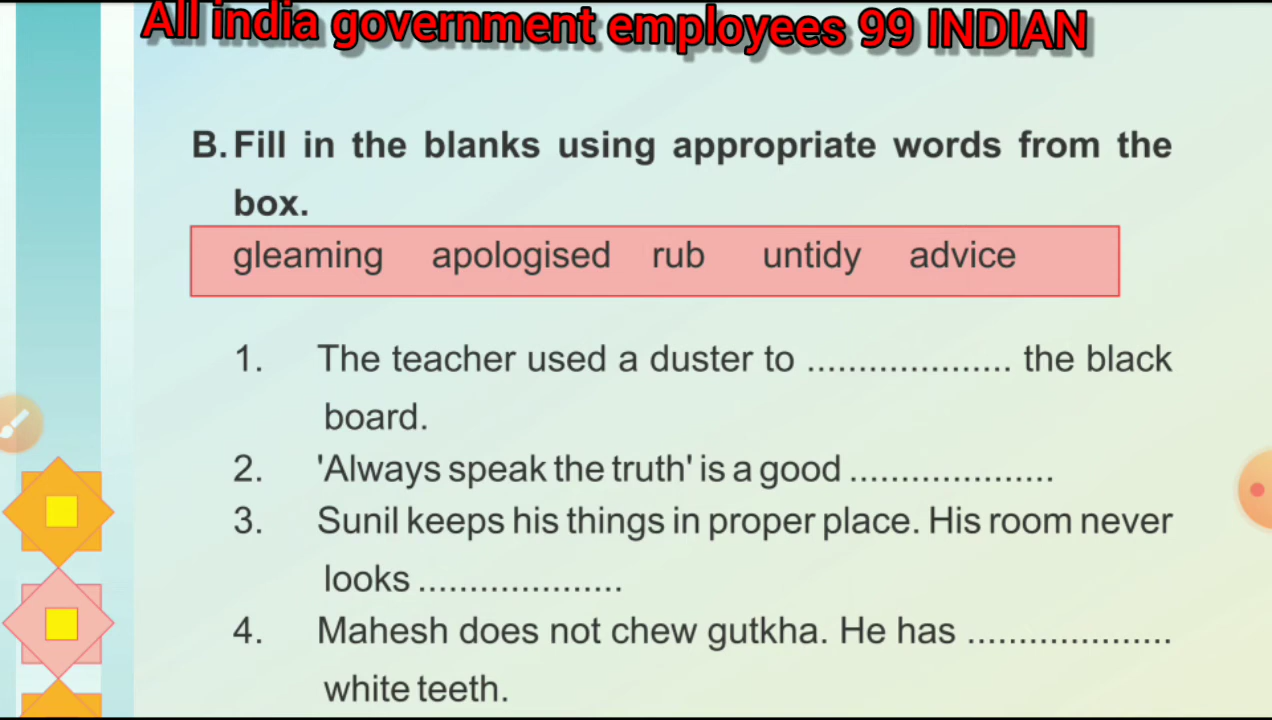 All india government employees 99 INDIAN
B. Fill in the blanks using appropriate words from the
box.
gleaming apologised rub untidy advice
1. The teacher used a duster to .................... the black
board.
2. 'Always speak the truth' is a good ....................
3. Sunil keeps his things in proper place. His room never
looks ....................
4. Mahesh does not chew gutkha. He has ....................
white teeth.